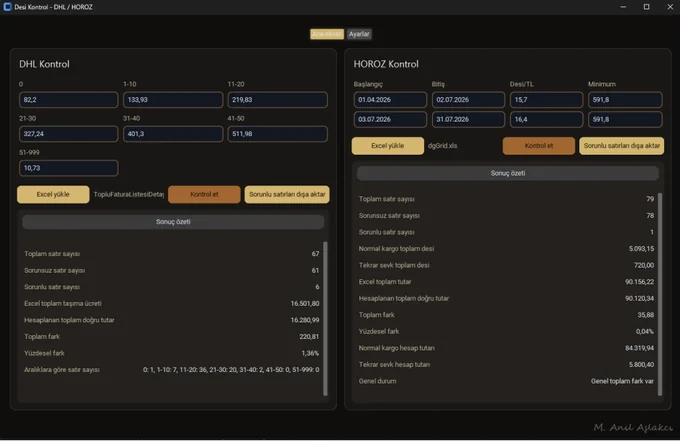 Desi Kontrol - DHL / HOROZ
Ayarlar
DHL Kontrol
0 1-10 11-20
82,2 133,93 219,83
21-30 31-40 41-50
327,24 401,3 511,98
51-999
10,73
Excel yükle TopluFaturaListesiDetay Kontrol et Sorunlu satırları dışa aktar
Sonuç özeti
Toplam satır sayısı 67
Sorunsuz satır sayısı 61
Sorunlu satır sayısı 6
Excel toplam taşıma ücreti 16.501,80
Hesaplanan toplam doğru tutar 16.280,99
Toplam fark 220,81
Yüzdesel fark 1,36%
Aralıklara göre satır sayısı 0: 1, 1-10: 7, 11-20: 36, 21-30: 20, 31-40: 2, 41-50: 0, 51-999: 0
HOROZ Kontrol
Başlangıç Bitiş Desi/TL Minimum
01.04.2026 02.07.2026 15,7 591,8
03.07.2026 31.07.2026 16,4 591,8
Excel yükle dgGrid.xls Kontrol et Sorunlu satırları dışa aktar
Sonuç özeti
Toplam satır sayısı 79
Sorunsuz satır sayısı 78
Sorunlu satır sayısı 1
Normal kargo toplam desi 5.093,15
Tekrar sevk toplam desi 720,00
Excel toplam tutar 90.156,22
Hesaplanan toplam doğru tutar 90.120,34
Toplam fark 35,88
Yüzdesel fark 0,04%
Normal kargo hesap tutarı 84.319,94
Tekrar sevk hesap tutarı 5.800,40
Genel durum Genel toplam fark var
M. Anıl Aşlakcı